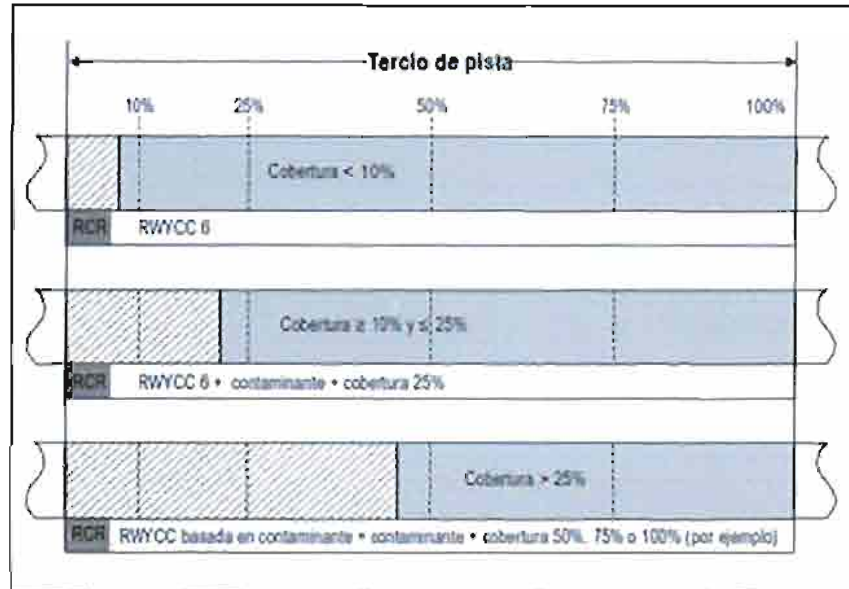 Tercio de pista
10% 25% 50% 75% 100%
Cobertura < 10%
RCR RWYCC 6
Cobertura ≥ 10% y ≤ 25%
RCR RWYCC 6 + contaminante + cobertura 25%
Cobertura > 25%
RCR RWYCC basada en contaminante + contaminante + cobertura 50%, 75% o 100% (por ejemplo)